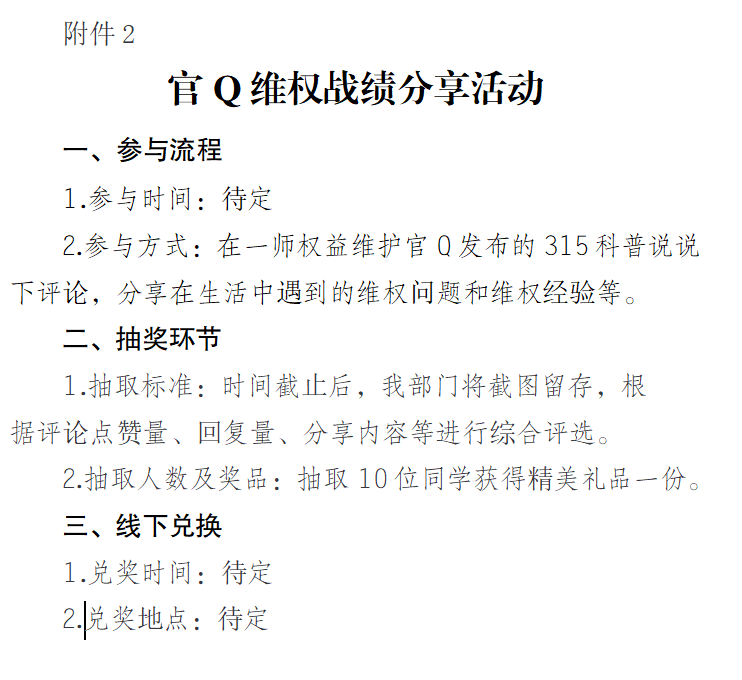 附件 2
官 Q 维权战绩分享活动
一、参与流程
1.参与时间：待定
2.参与方式：在一师权益维护官 Q 发布的 315 科普说说
下评论，分享在生活中遇到的维权问题和维权经验等。
二、抽奖环节
1.抽取标准：时间截止后，我部门将截图留存，根
据评论点赞量、回复量、分享内容等进行综合评选。
2.抽取人数及奖品：抽取 10 位同学获得精美礼品一份。
三、线下兑换
1.兑奖时间：待定
2.兑奖地点：待定